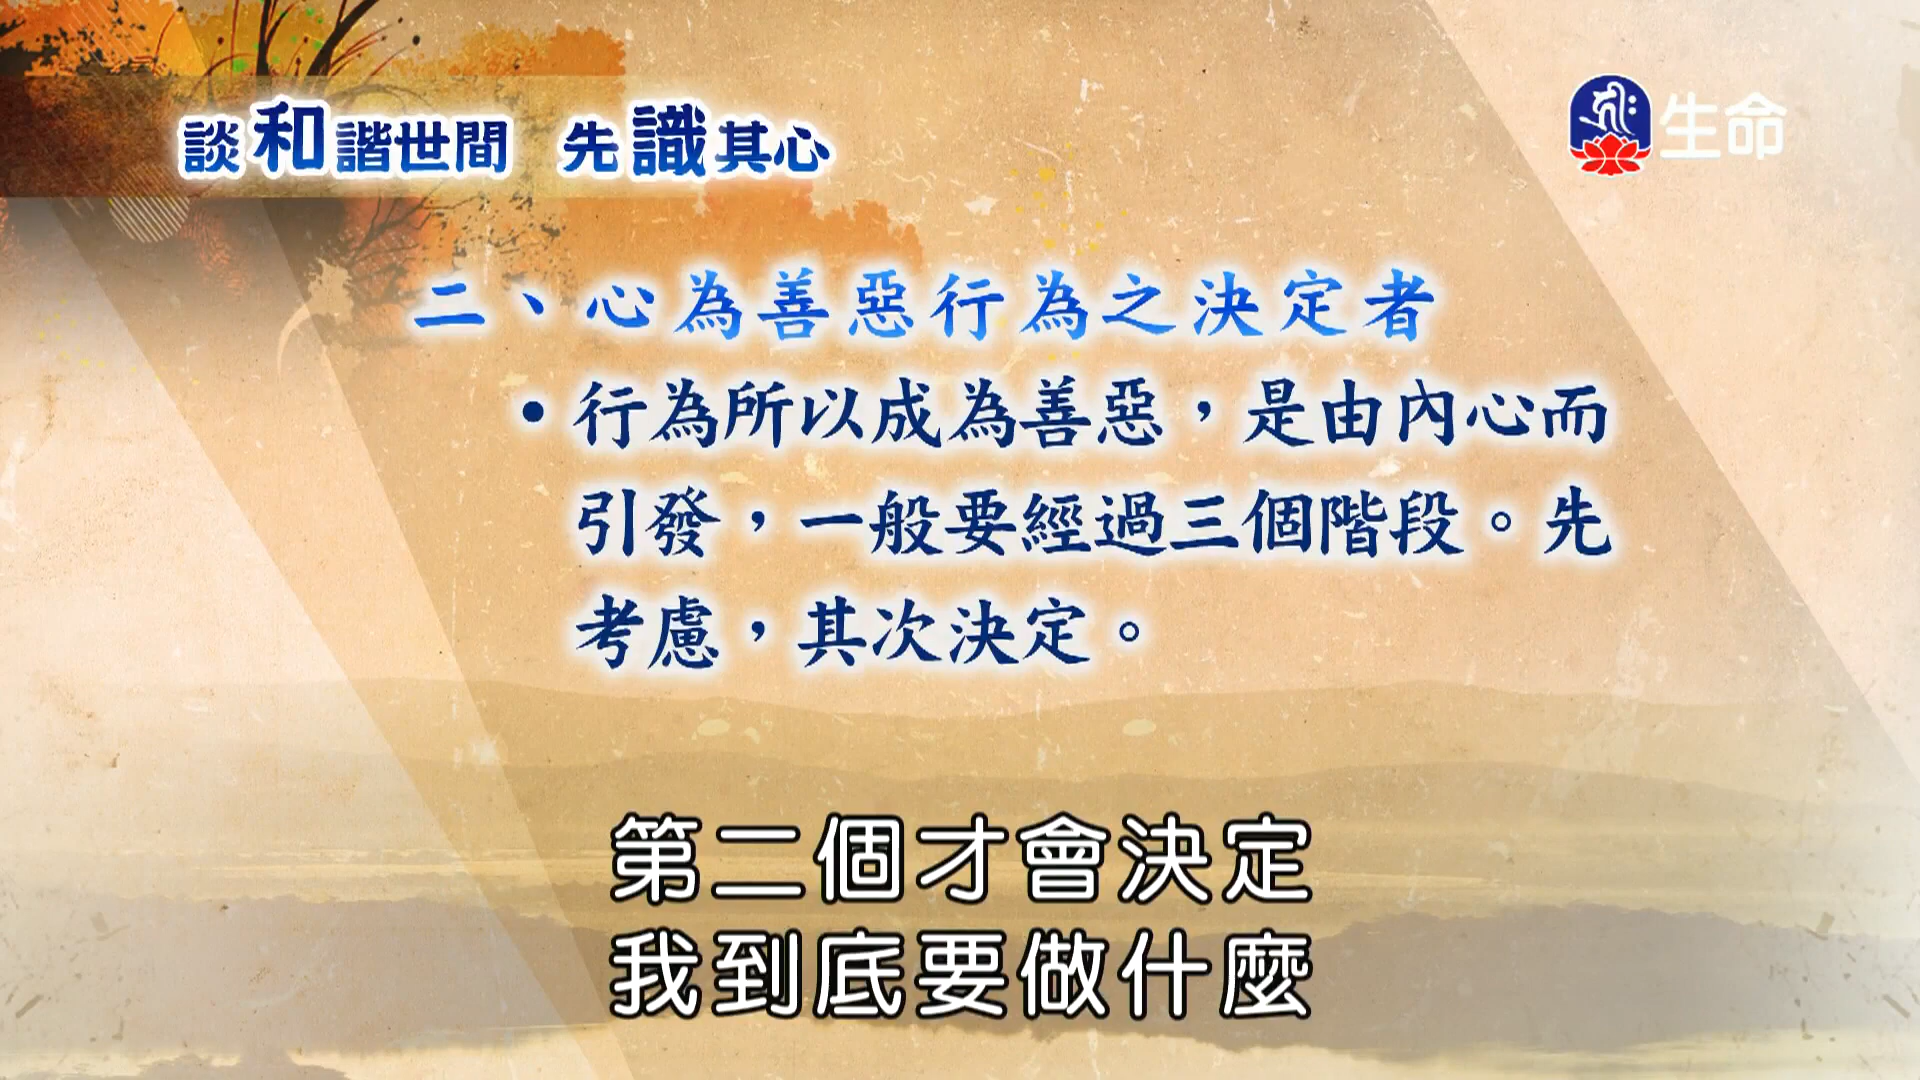 談和諧世間 先識其心
生命
二、心為善惡行為之決定者
•行為所以成為善惡，是由內心而
引發，一般要經過三個階段。先
考慮，其次決定。
第二個才會決定
我到底要做什麼